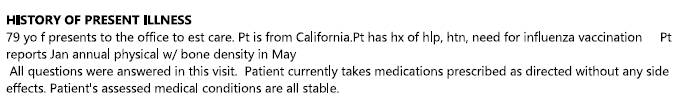 HISTORY OF PRESENT ILLNESS
79 yo f presents to the office to est care. Pt is from California.Pt has hx of hlp, htn, need for influenza vaccination Pt
reports Jan annual physical w/ bone density in May
All questions were answered in this visit. Patient currently takes medications prescribed as directed without any side
effects. Patient's assessed medical conditions are all stable.